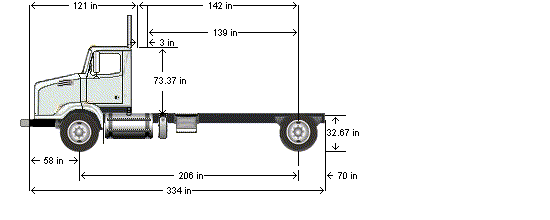 121 in
142 in
139 in
3 in
73.37 in
32.67 in
58 in
206 in
70 in
334 in